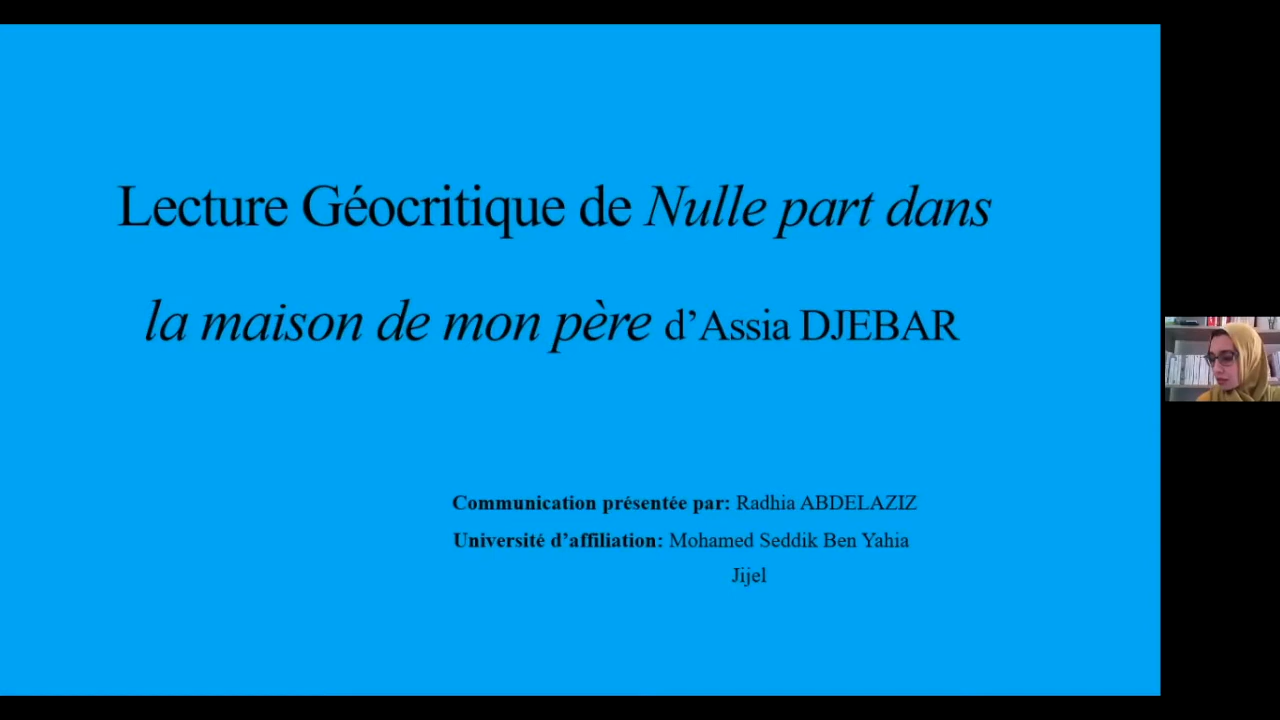 Lecture Géocritique de Nulle part dans
la maison de mon père d’Assia DJEBAR
Communication présentée par: Radhia ABDELAZIZ
Université d’affiliation: Mohamed Seddik Ben Yahia
Jijel